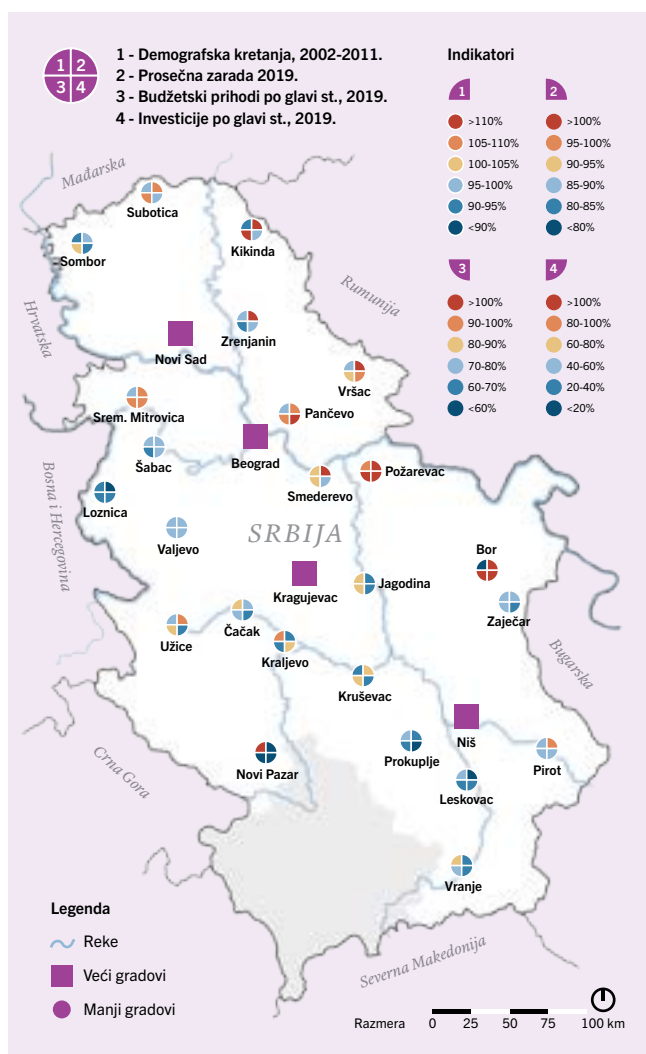 1 2
3 4
1 - Demografska kretanja, 2002-2011.
2 - Prosečna zarada 2019.
3 - Budžetski prihodi po glavi st., 2019.
4 - Investicije po glavi st., 2019.
Indikatori
1
>110%
105-110%
100-105%
95-100%
90-95%
<90%
2
>100%
95-100%
90-95%
85-90%
80-85%
<80%
3
>100%
90-100%
80-90%
70-80%
60-70%
<60%
4
>100%
80-100%
60-80%
40-60%
20-40%
<20%
Mađarska
Subotica
Sombor
Kikinda
Rumunija
Hrvatska
Zrenjanin
Novi Sad
Vršac
Srem. Mitrovica
Pančevo
Šabac
Beograd
Požarevac
Smederevo
Bosna i Hercegovina
Loznica
SRBIJA
Valjevo
Bor
Kragujevac
Jagodina
Zaječar
Čačak
Užice
Kraljevo
Bugarska
Kruševac
Niš
Prokuplje
Pirot
Novi Pazar
Crna Gora
Leskovac
Vranje
Severna Makedonija
Legenda
Reke
Veći gradovi
Manji gradovi
Razmera 0 25 50 75 100 km